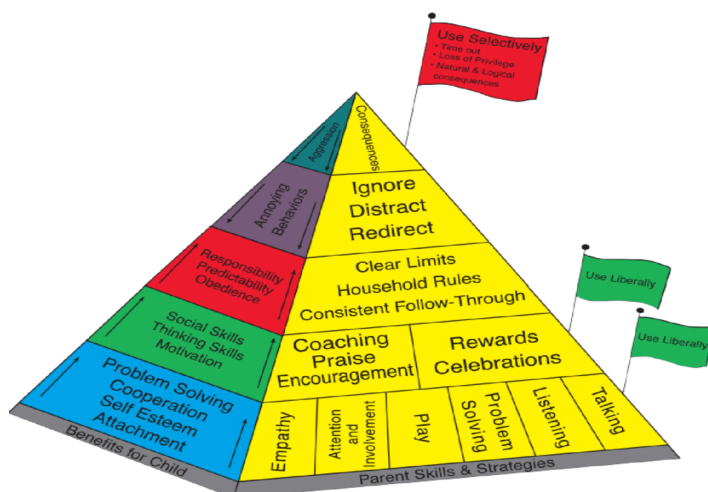 Use Selectively
• Time out
• Loss of Privilege
• Natural & Logical
consequences
Aggression
Consequences
Annoying
Behaviors
Ignore
Distract
Redirect
Responsibility
Predictability
Obedience
Clear Limits
Household Rules
Consistent Follow-Through
Use Liberally
Social Skills
Thinking Skills
Motivation
Coaching
Praise
Encouragement
Rewards
Celebrations
Use Liberally
Problem Solving
Cooperation
Self Esteem
Attachment
Empathy
Attention
and
Involvement
Play
Problem
Solving
Listening
Talking
Benefits for Child
Parent Skills & Strategies